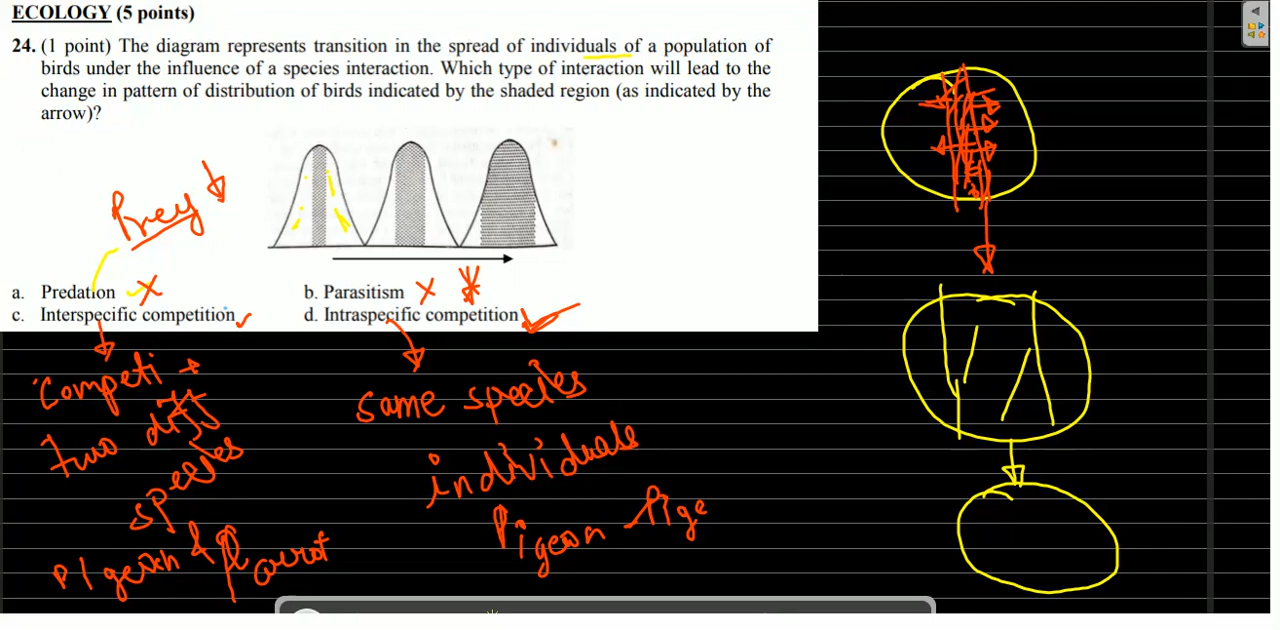 ECOLOGY (5 points)
24. (1 point) The diagram represents transition in the spread of individuals of a population of
birds under the influence of a species interaction. Which type of interaction will lead to the
change in pattern of distribution of birds indicated by the shaded region (as indicated by the
arrow)?
Prey
a. Predation
b. Parasitism
c. Interspecific competition
d. Intraspecific competition
Competi
two diff
species
Pigeon & Parrot
same species
individuals
Pigeon Pige